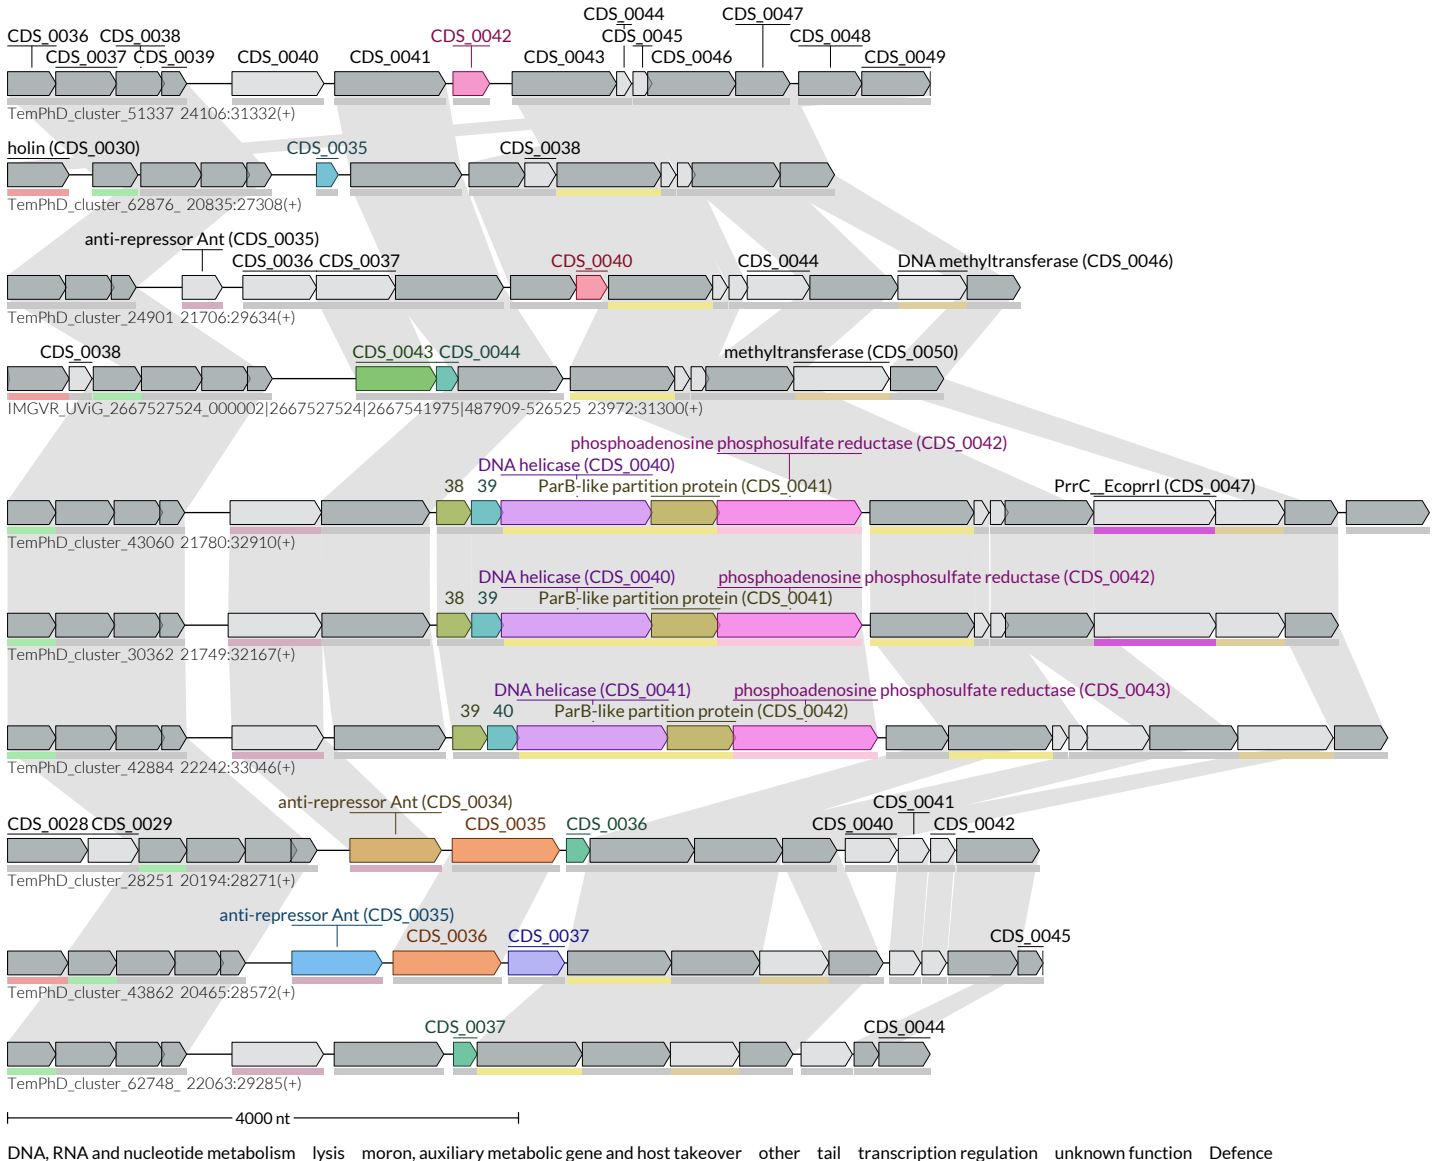 CDS_0044 CDS_0047
CDS_0036 CDS_0038 CDS_0042 CDS_0045 CDS_0048
CDS_0037 CDS_0039 CDS_0040 CDS_0041 CDS_0043 CDS_0046 CDS_0049
TemPhD_cluster_51337 24106:31332(+)
holin (CDS_0030) CDS_0035 CDS_0038
TemPhD_cluster_62876_ 20835:27308(+)
anti-repressor Ant (CDS_0035)
CDS_0036 CDS_0037 CDS_0040 CDS_0044 DNA methyltransferase (CDS_0046)
TemPhD_cluster_24901 21706:29634(+)
CDS_0038 CDS_0043 CDS_0044 methyltransferase (CDS_0050)
IMGVR_UViG_2667527524_000002|2667527524|2667541975|487909-526525 23972:31300(+)
phosphoadenosine phosphosulfate reductase (CDS_0042)
DNA helicase (CDS_0040)
38 39 ParB-like partition protein (CDS_0041) PrrC__EcoprrI (CDS_0047)
TemPhD_cluster_43060 21780:32910(+)
DNA helicase (CDS_0040) phosphoadenosine phosphosulfate reductase (CDS_0042)
38 39 ParB-like partition protein (CDS_0041)
TemPhD_cluster_30362 21749:32167(+)
DNA helicase (CDS_0041) phosphoadenosine phosphosulfate reductase (CDS_0043)
39 40 ParB-like partition protein (CDS_0042)
TemPhD_cluster_42884 22242:33046(+)
anti-repressor Ant (CDS_0034) CDS_0041
CDS_0028 CDS_0029 CDS_0035 CDS_0036 CDS_0040 CDS_0042
TemPhD_cluster_28251 20194:28271(+)
anti-repressor Ant (CDS_0035)
CDS_0036 CDS_0037 CDS_0045
TemPhD_cluster_43862 20465:28572(+)
CDS_0037 CDS_0044
TemPhD_cluster_62748_ 22063:29285(+)
4000 nt
DNA, RNA and nucleotide metabolism lysis moron, auxiliary metabolic gene and host takeover other tail transcription regulation unknown function Defence